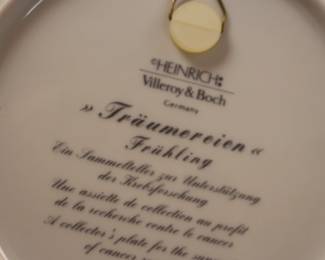 ©HEINRICH
Villeroy & Boch
Germany
» Träumereien «
Frühling
Ein Sammelteller zur Unterstützung
der Krebsforschung
Une assiette de collection au profit
de la recherche contre le cancer
A collector's plate for the
of cancer